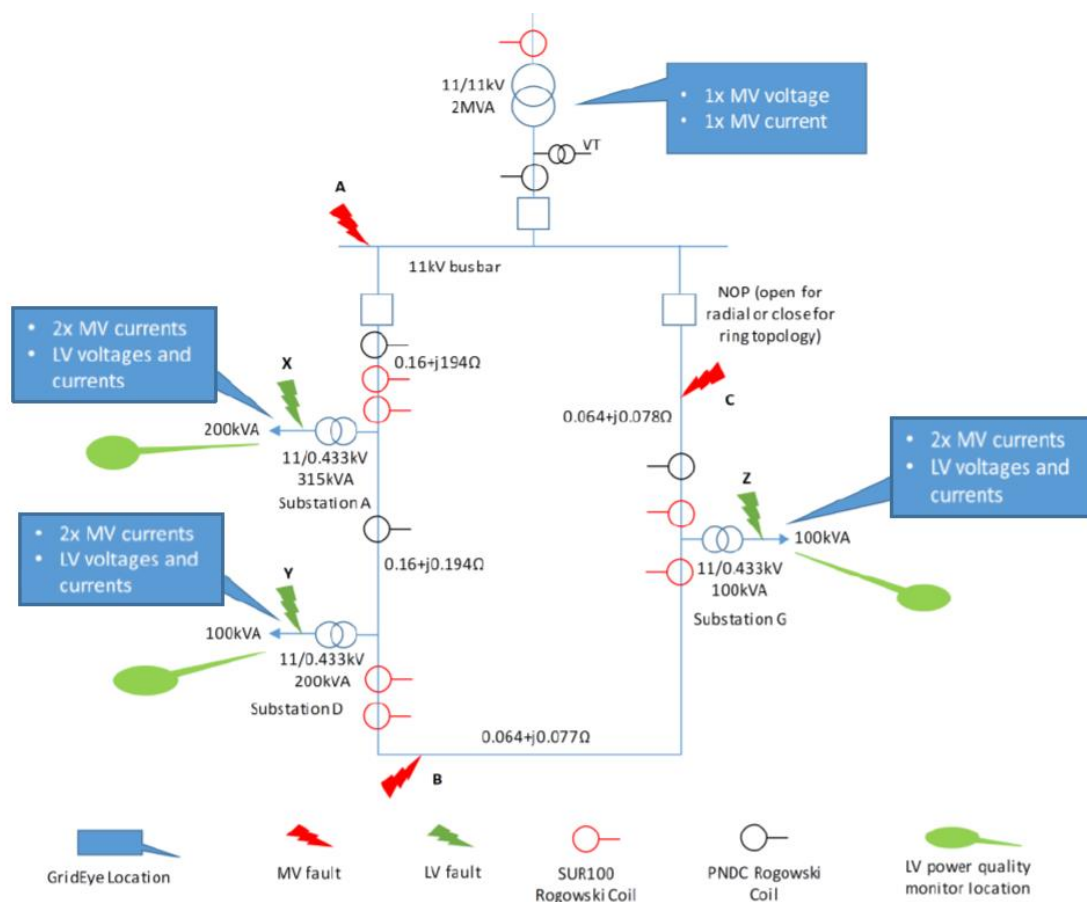 11/11kV
2MVA
• 1x MV voltage
• 1x MV current
VT
A
11kV busbar
NOP (open for
radial or close for
ring topology)
• 2x MV currents
• LV voltages and
currents
X
0.16+j194Ω
C
0.064+j0.078Ω
200kVA
11/0.433kV
315kVA
Substation A
• 2x MV currents
• LV voltages and
currents
Z
100kVA
11/0.433kV
100kVA
Substation G
• 2x MV currents
• LV voltages and
currents
0.16+j0.194Ω
Y
100kVA
11/0.433kV
200kVA
Substation D
0.064+j0.077Ω
B
GridEye Location
MV fault
LV fault
SUR100
Rogowski Coil
PNDC Rogowski
Coil
LV power quality
monitor location